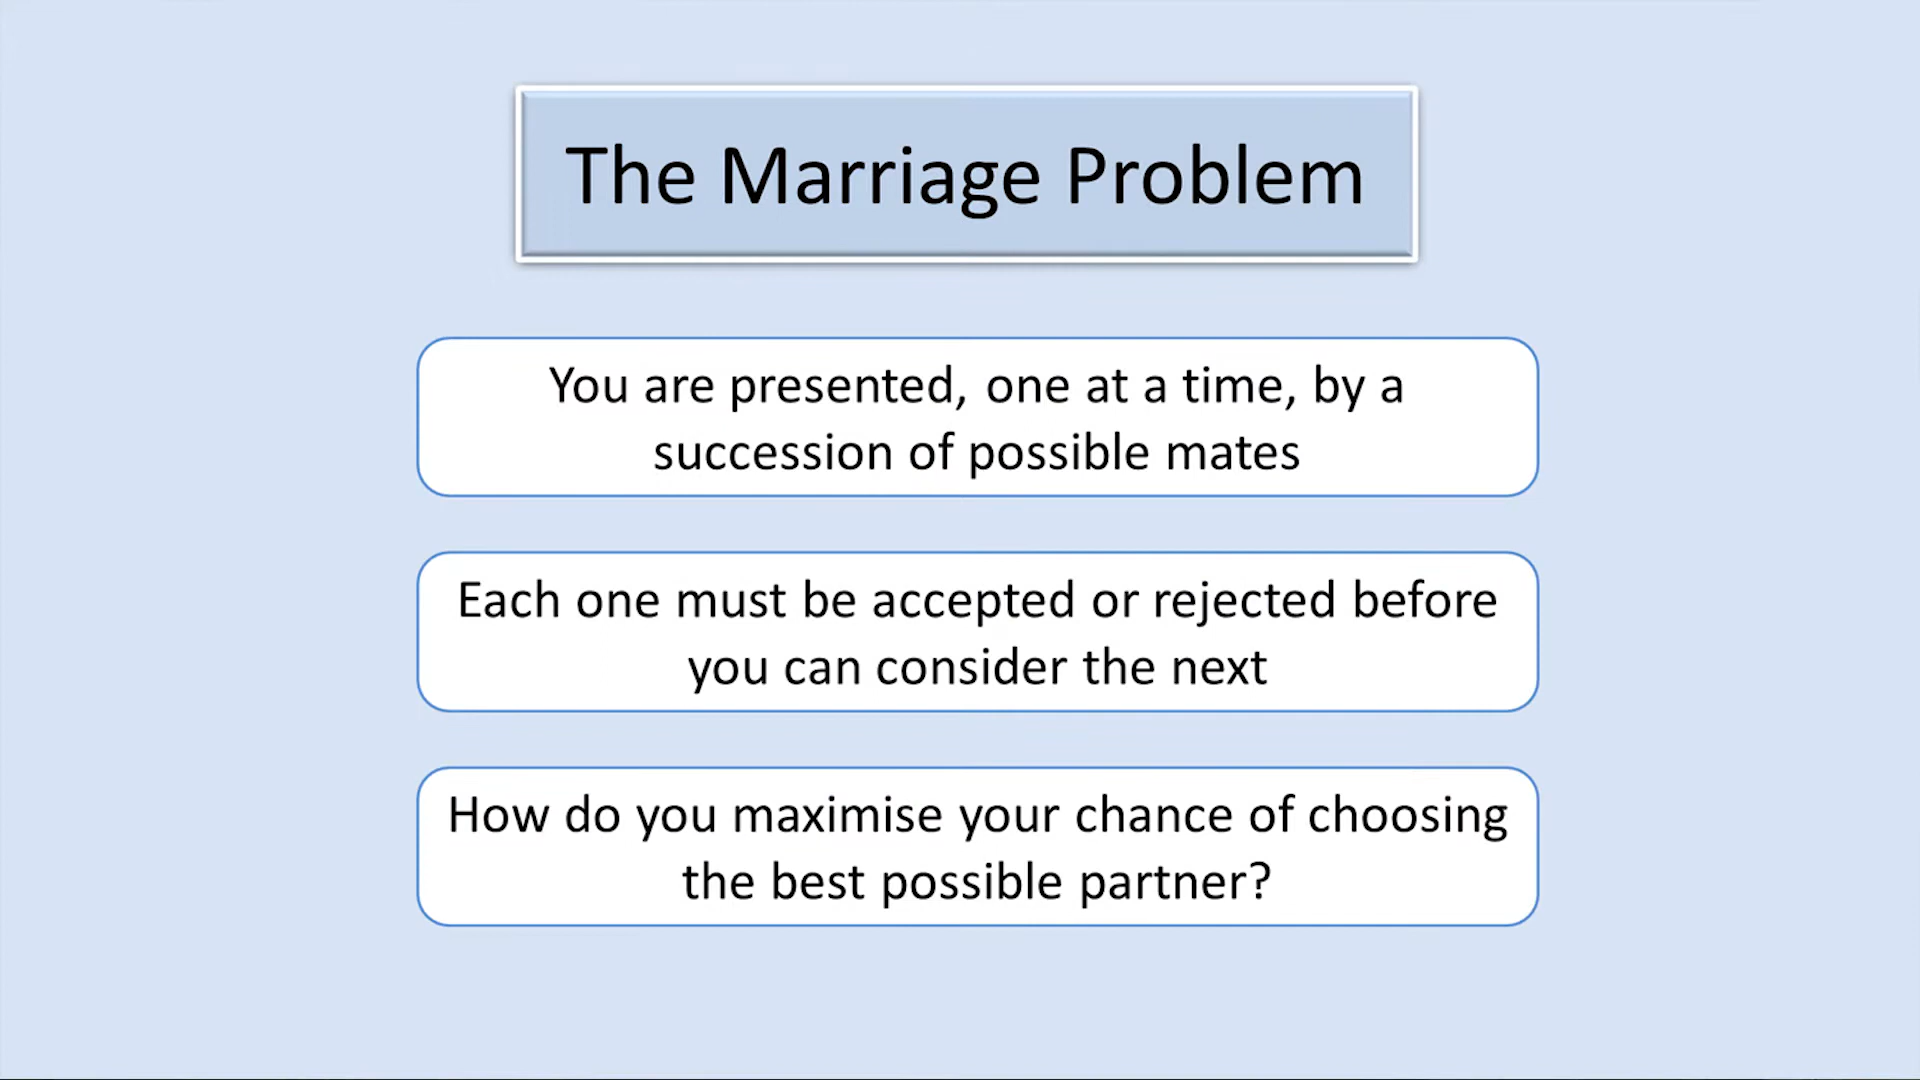 The Marriage Problem
You are presented, one at a time, by a
succession of possible mates
Each one must be accepted or rejected before
you can consider the next
How do you maximise your chance of choosing
the best possible partner?